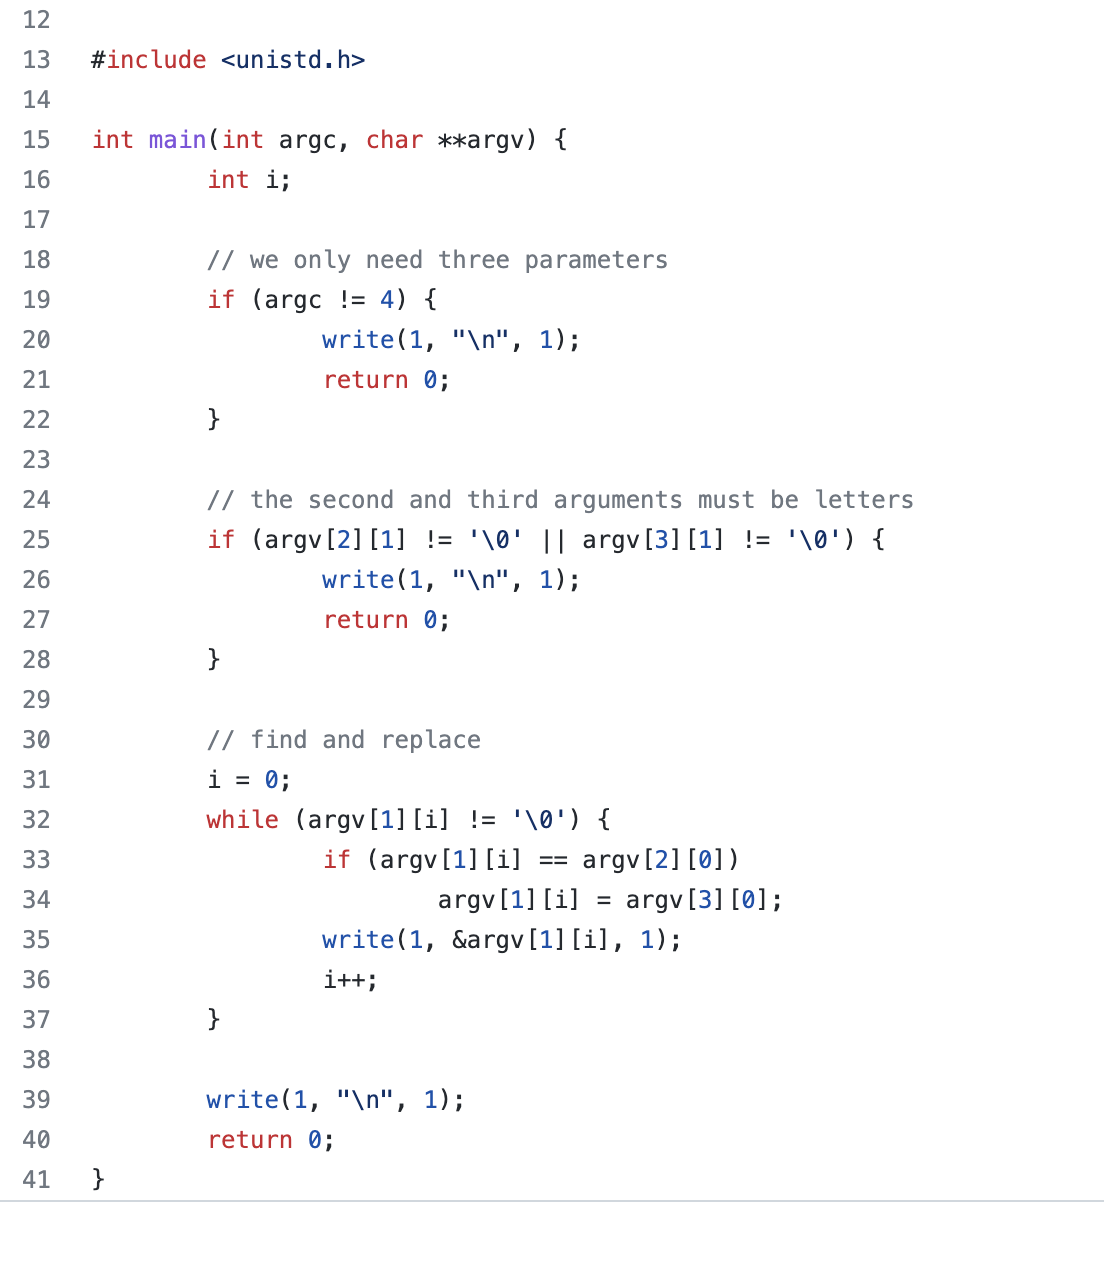 12
13 #include <unistd.h>
14
15 int main(int argc, char **argv) {
16 int i;
17
18 // we only need three parameters
19 if (argc != 4) {
20 write(1, "\n", 1);
21 return 0;
22 }
23
24 // the second and third arguments must be letters
25 if (argv[2][1] != '\0' || argv[3][1] != '\0') {
26 write(1, "\n", 1);
27 return 0;
28 }
29
30 // find and replace
31 i = 0;
32 while (argv[1][i] != '\0') {
33 if (argv[1][i] == argv[2][0])
34 argv[1][i] = argv[3][0];
35 write(1, &argv[1][i], 1);
36 i++;
37 }
38
39 write(1, "\n", 1);
40 return 0;
41 }